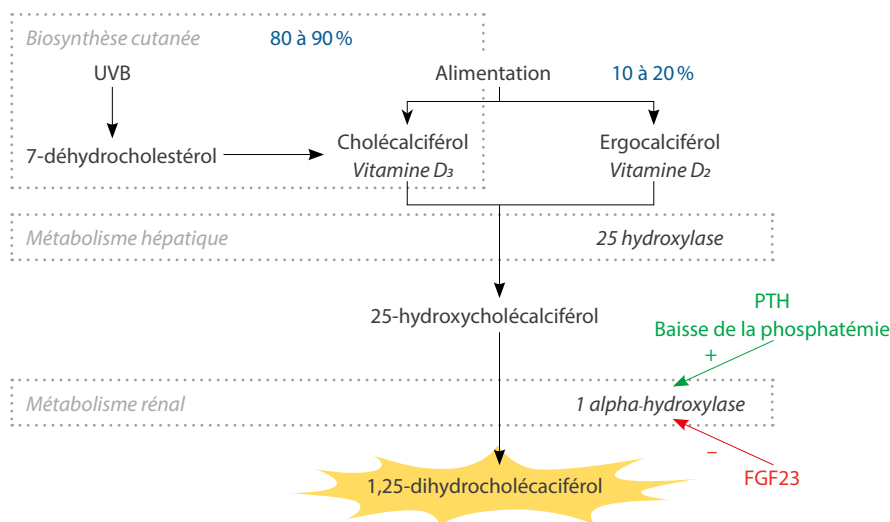 Biosynthèse cutanée 80 à 90 %
UVB
Alimentation 10 à 20 %
7-déhydrocholestérol
Cholécalciférol
Vitamine D3
Ergocalciférol
Vitamine D2
Métabolisme hépatique 25 hydroxylase
25-hydroxycholécalciférol
PTH
Baisse de la phosphatémie
+
Métabolisme rénal 1 alpha-hydroxylase
–
FGF23
1,25-dihydrocholécaciférol